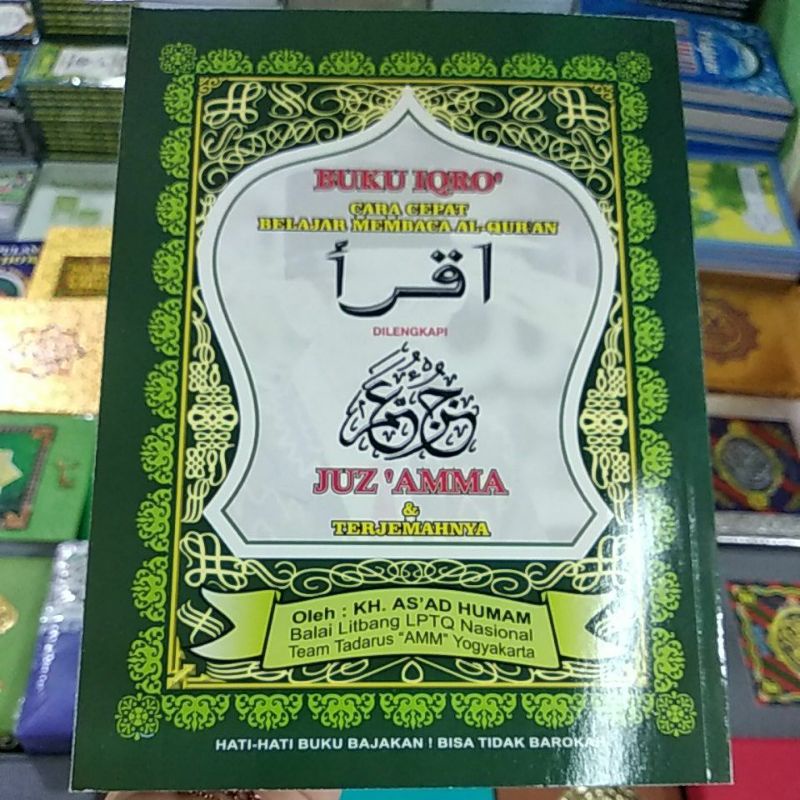 BUKU IQRO'
CARA CEPAT
BELAJAR MEMBACA AL-QUR'AN
اقرأ
DILENGKAPI
جزء عم
JUZ 'AMMA
&
TERJEMAHNYA
Oleh : KH. AS'AD HUMAM
Balai Litbang LPTQ Nasional
Team Tadarus "AMM" Yogyakarta
HATI-HATI BUKU BAJAKAN ! BISA TIDAK